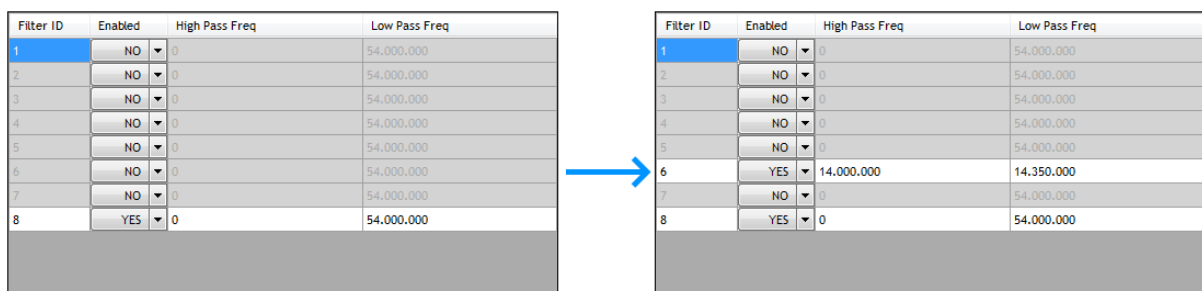 Filter ID Enabled High Pass Freq Low Pass Freq
1 NO 0 54.000.000
2 NO 0 54.000.000
3 NO 0 54.000.000
4 NO 0 54.000.000
5 NO 0 54.000.000
6 NO 0 54.000.000
7 NO 0 54.000.000
8 YES 0 54.000.000
Filter ID Enabled High Pass Freq Low Pass Freq
1 NO 0 54.000.000
2 NO 0 54.000.000
3 NO 0 54.000.000
4 NO 0 54.000.000
5 NO 0 54.000.000
6 YES 14.000.000 14.350.000
7 NO 0 54.000.000
8 YES 0 54.000.000